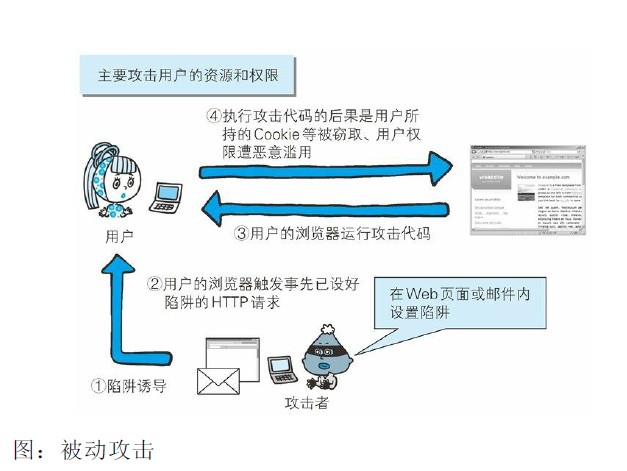 主要攻击用户的资源和权限
④执行攻击代码的后果是用户所
持的Cookie等被窃取、用户权
限遭恶意滥用
Welcome to example.com
用户
③用户的浏览器运行攻击代码
②用户的浏览器触发事先已设好
陷阱的HTTP请求
在Web页面或邮件内
设置陷阱
①陷阱诱导
攻击者
图：被动攻击